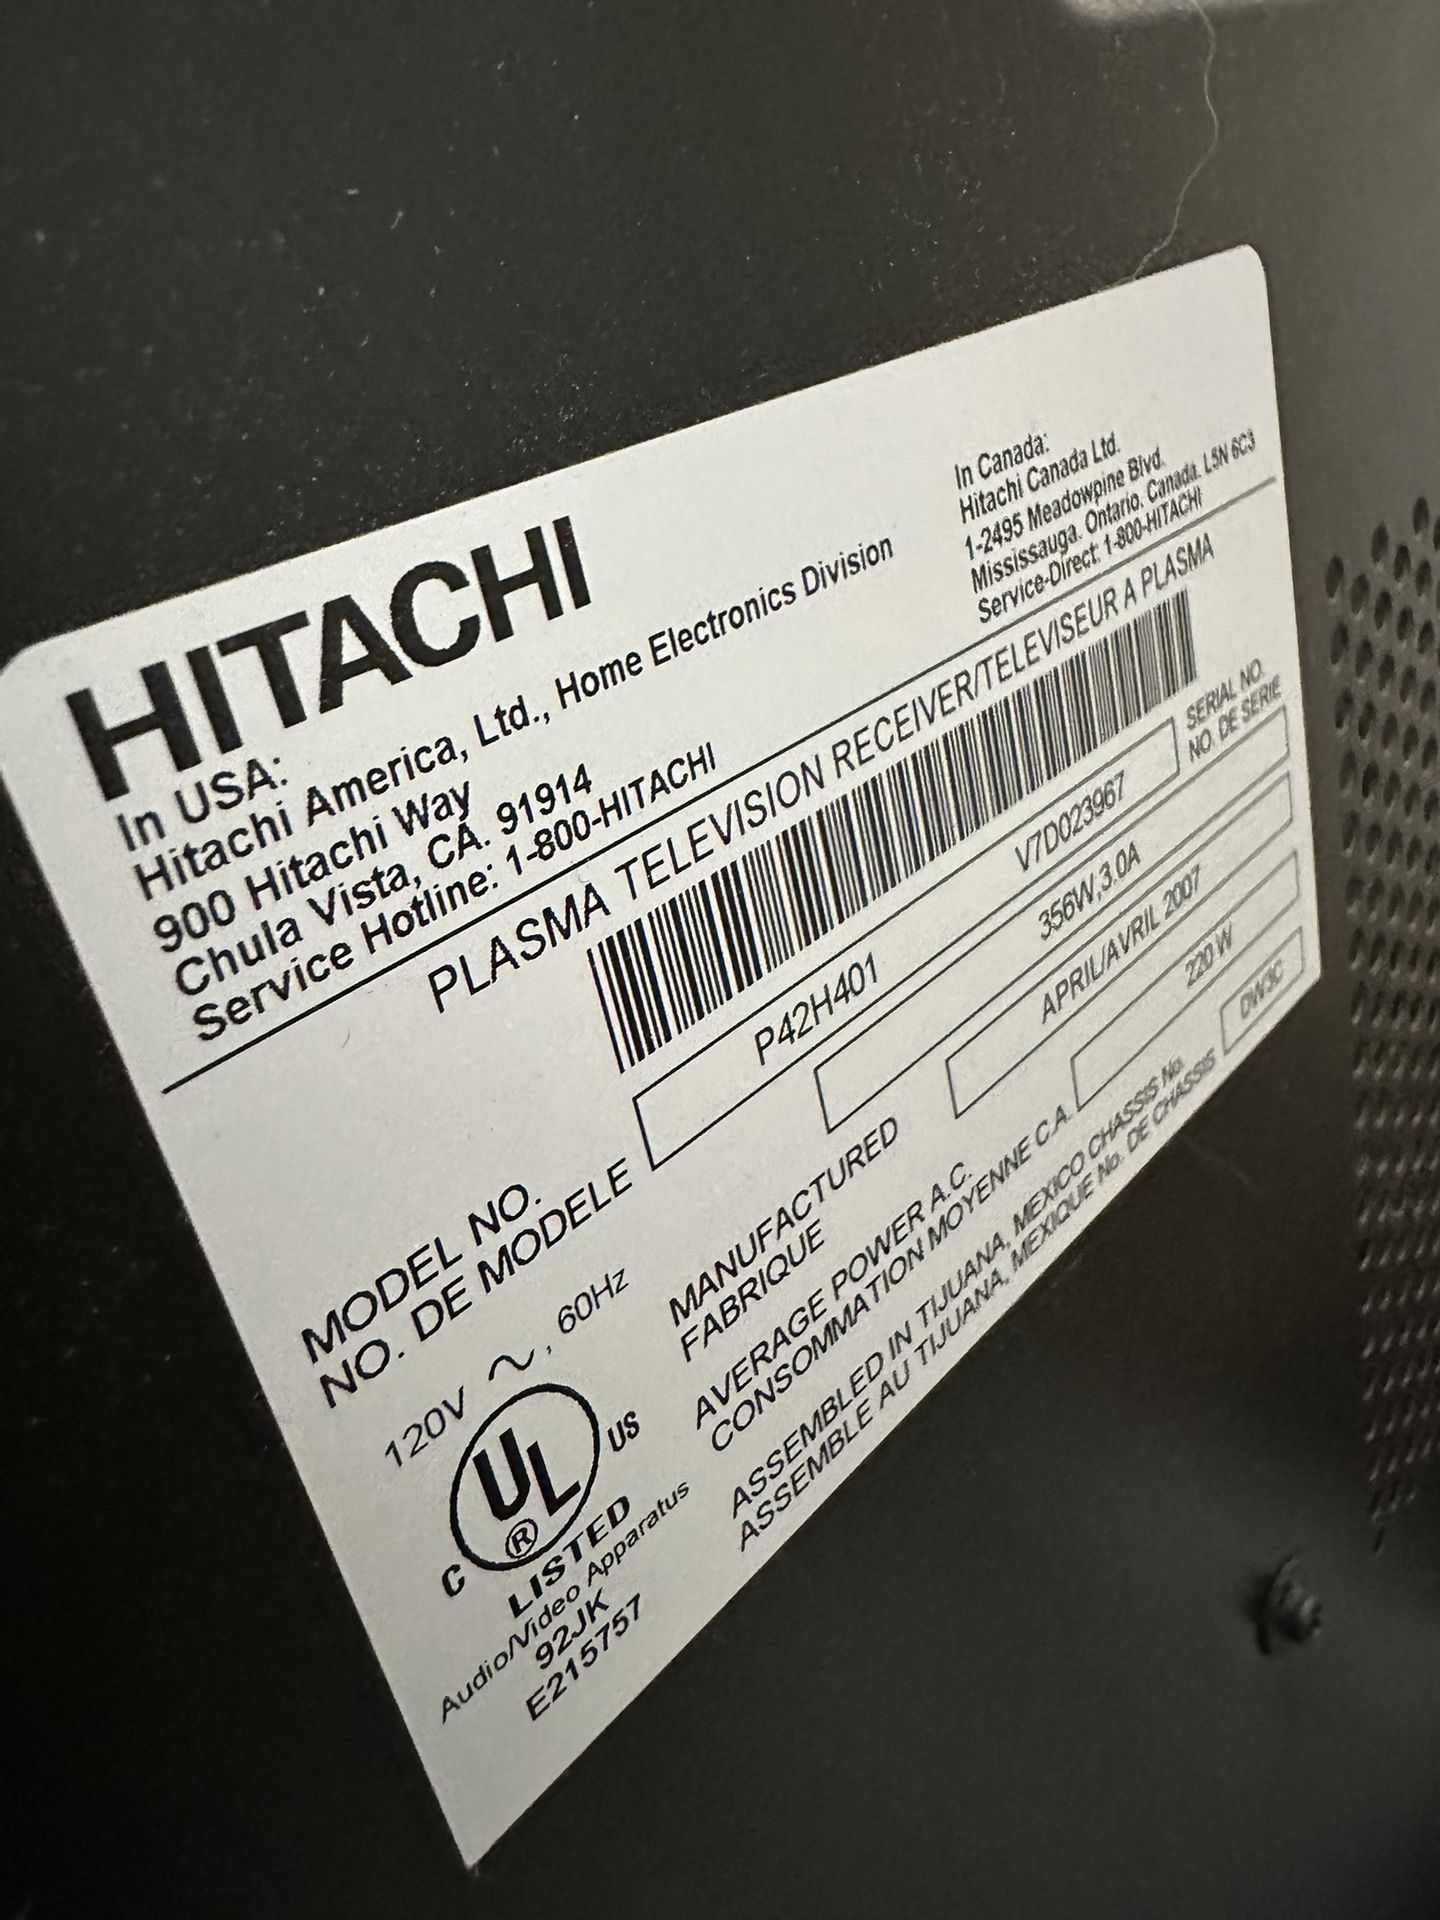 HITACHI
In USA:
Hitachi America, Ltd., Home Electronics Division
900 Hitachi Way
Chula Vista, CA. 91914
Service Hotline: 1-800-HITACHI
In Canada:
Hitachi Canada Ltd.
1-2495 Meadowpine Blvd.
Mississauga. Ontario. Canada. L5N 6C3
Service-Direct: 1-800-HITACHI
PLASMA TELEVISION RECEIVER/TELEVISEUR A PLASMA
MODEL NO.
NO. DE MODELE
P42H401
V7D023967
SERIAL NO.
NO. DE SERIE
120V ~, 60Hz
356W,3.0A
MANUFACTURED
FABRIQUE
APRIL/AVRIL 2007
AVERAGE POWER A.C.
CONSOMMATION MOYENNE C.A.
220 W
ASSEMBLED IN TIJUANA, MEXICO CHASSIS No.
ASSEMBLE AU TIJUANA, MEXIQUE No. DE CHASSIS
DW3C
C UL ® US
LISTED
Audio/Video Apparatus
92JK
E215757